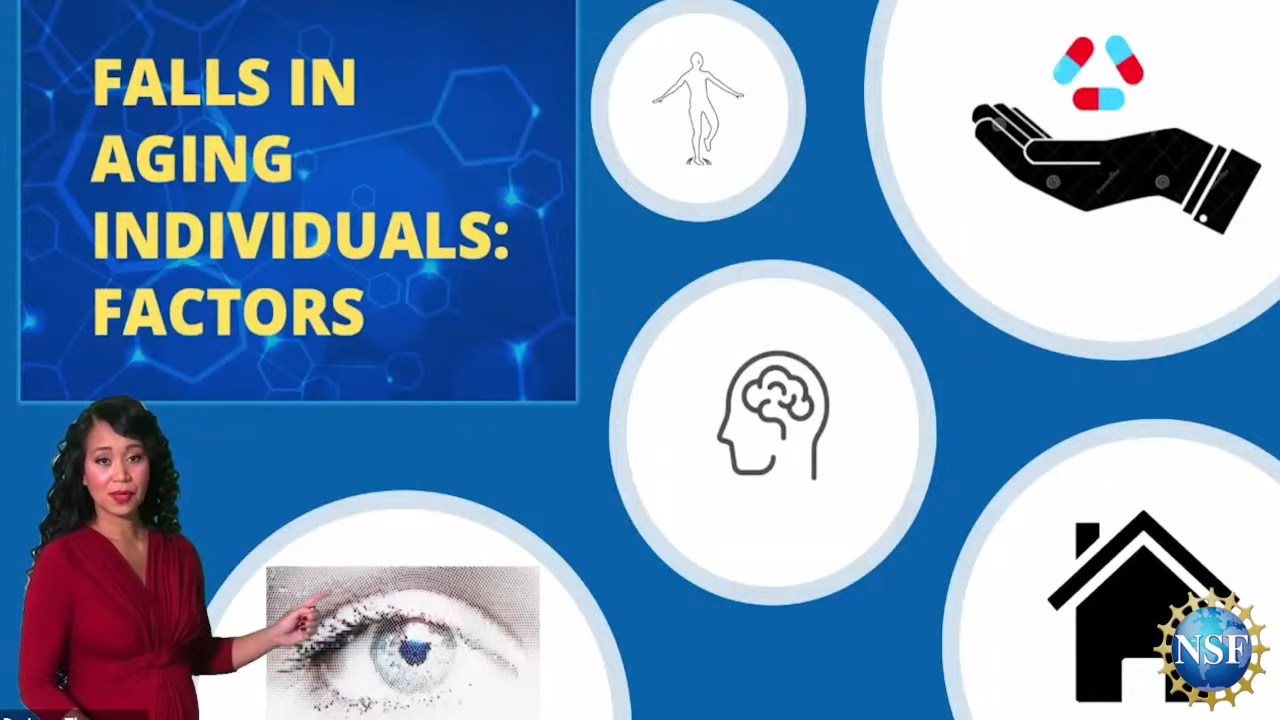 FALLS IN
AGING
INDIVIDUALS:
FACTORS
NSF